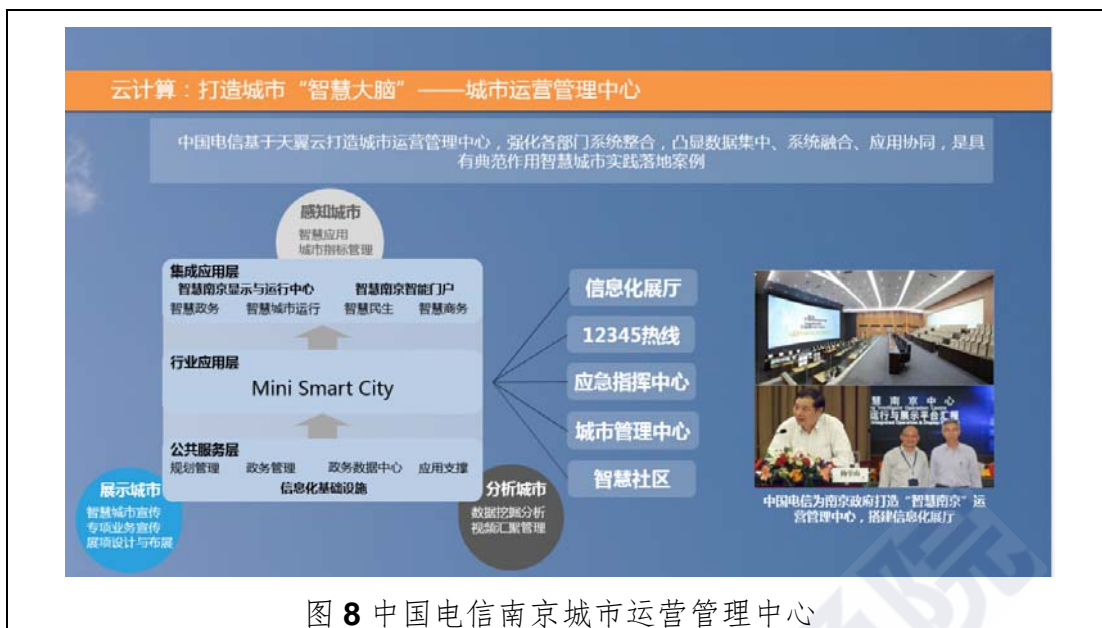 云计算：打造城市“智慧大脑”——城市运营管理中心
中国电信基于天翼云打造城市运营管理中心，强化各部门系统整合，凸显数据集中、系统融合、应用协同，是具
有典范作用智慧城市实践落地案例
感知城市
智慧应用
城市指标管理
集成应用层
智慧南京显示与运行中心 智慧南京智能门户
智慧政务 智慧城市运行 智慧民生 智慧商务
行业应用层
Mini Smart City
公共服务层
规划管理 政务管理 政务数据中心 应用支撑
信息化基础设施
展示城市
智慧城市宣传
专项业务宣传
展项设计与布展
分析城市
数据挖掘分析
视频汇聚管理
信息化展厅
12345热线
应急指挥中心
城市管理中心
智慧社区
慧南京中心
运行与展示平台汇报
中国电信为南京政府打造“智慧南京”运
营管理中心，搭建信息化展厅
图 8 中国电信南京城市运营管理中心